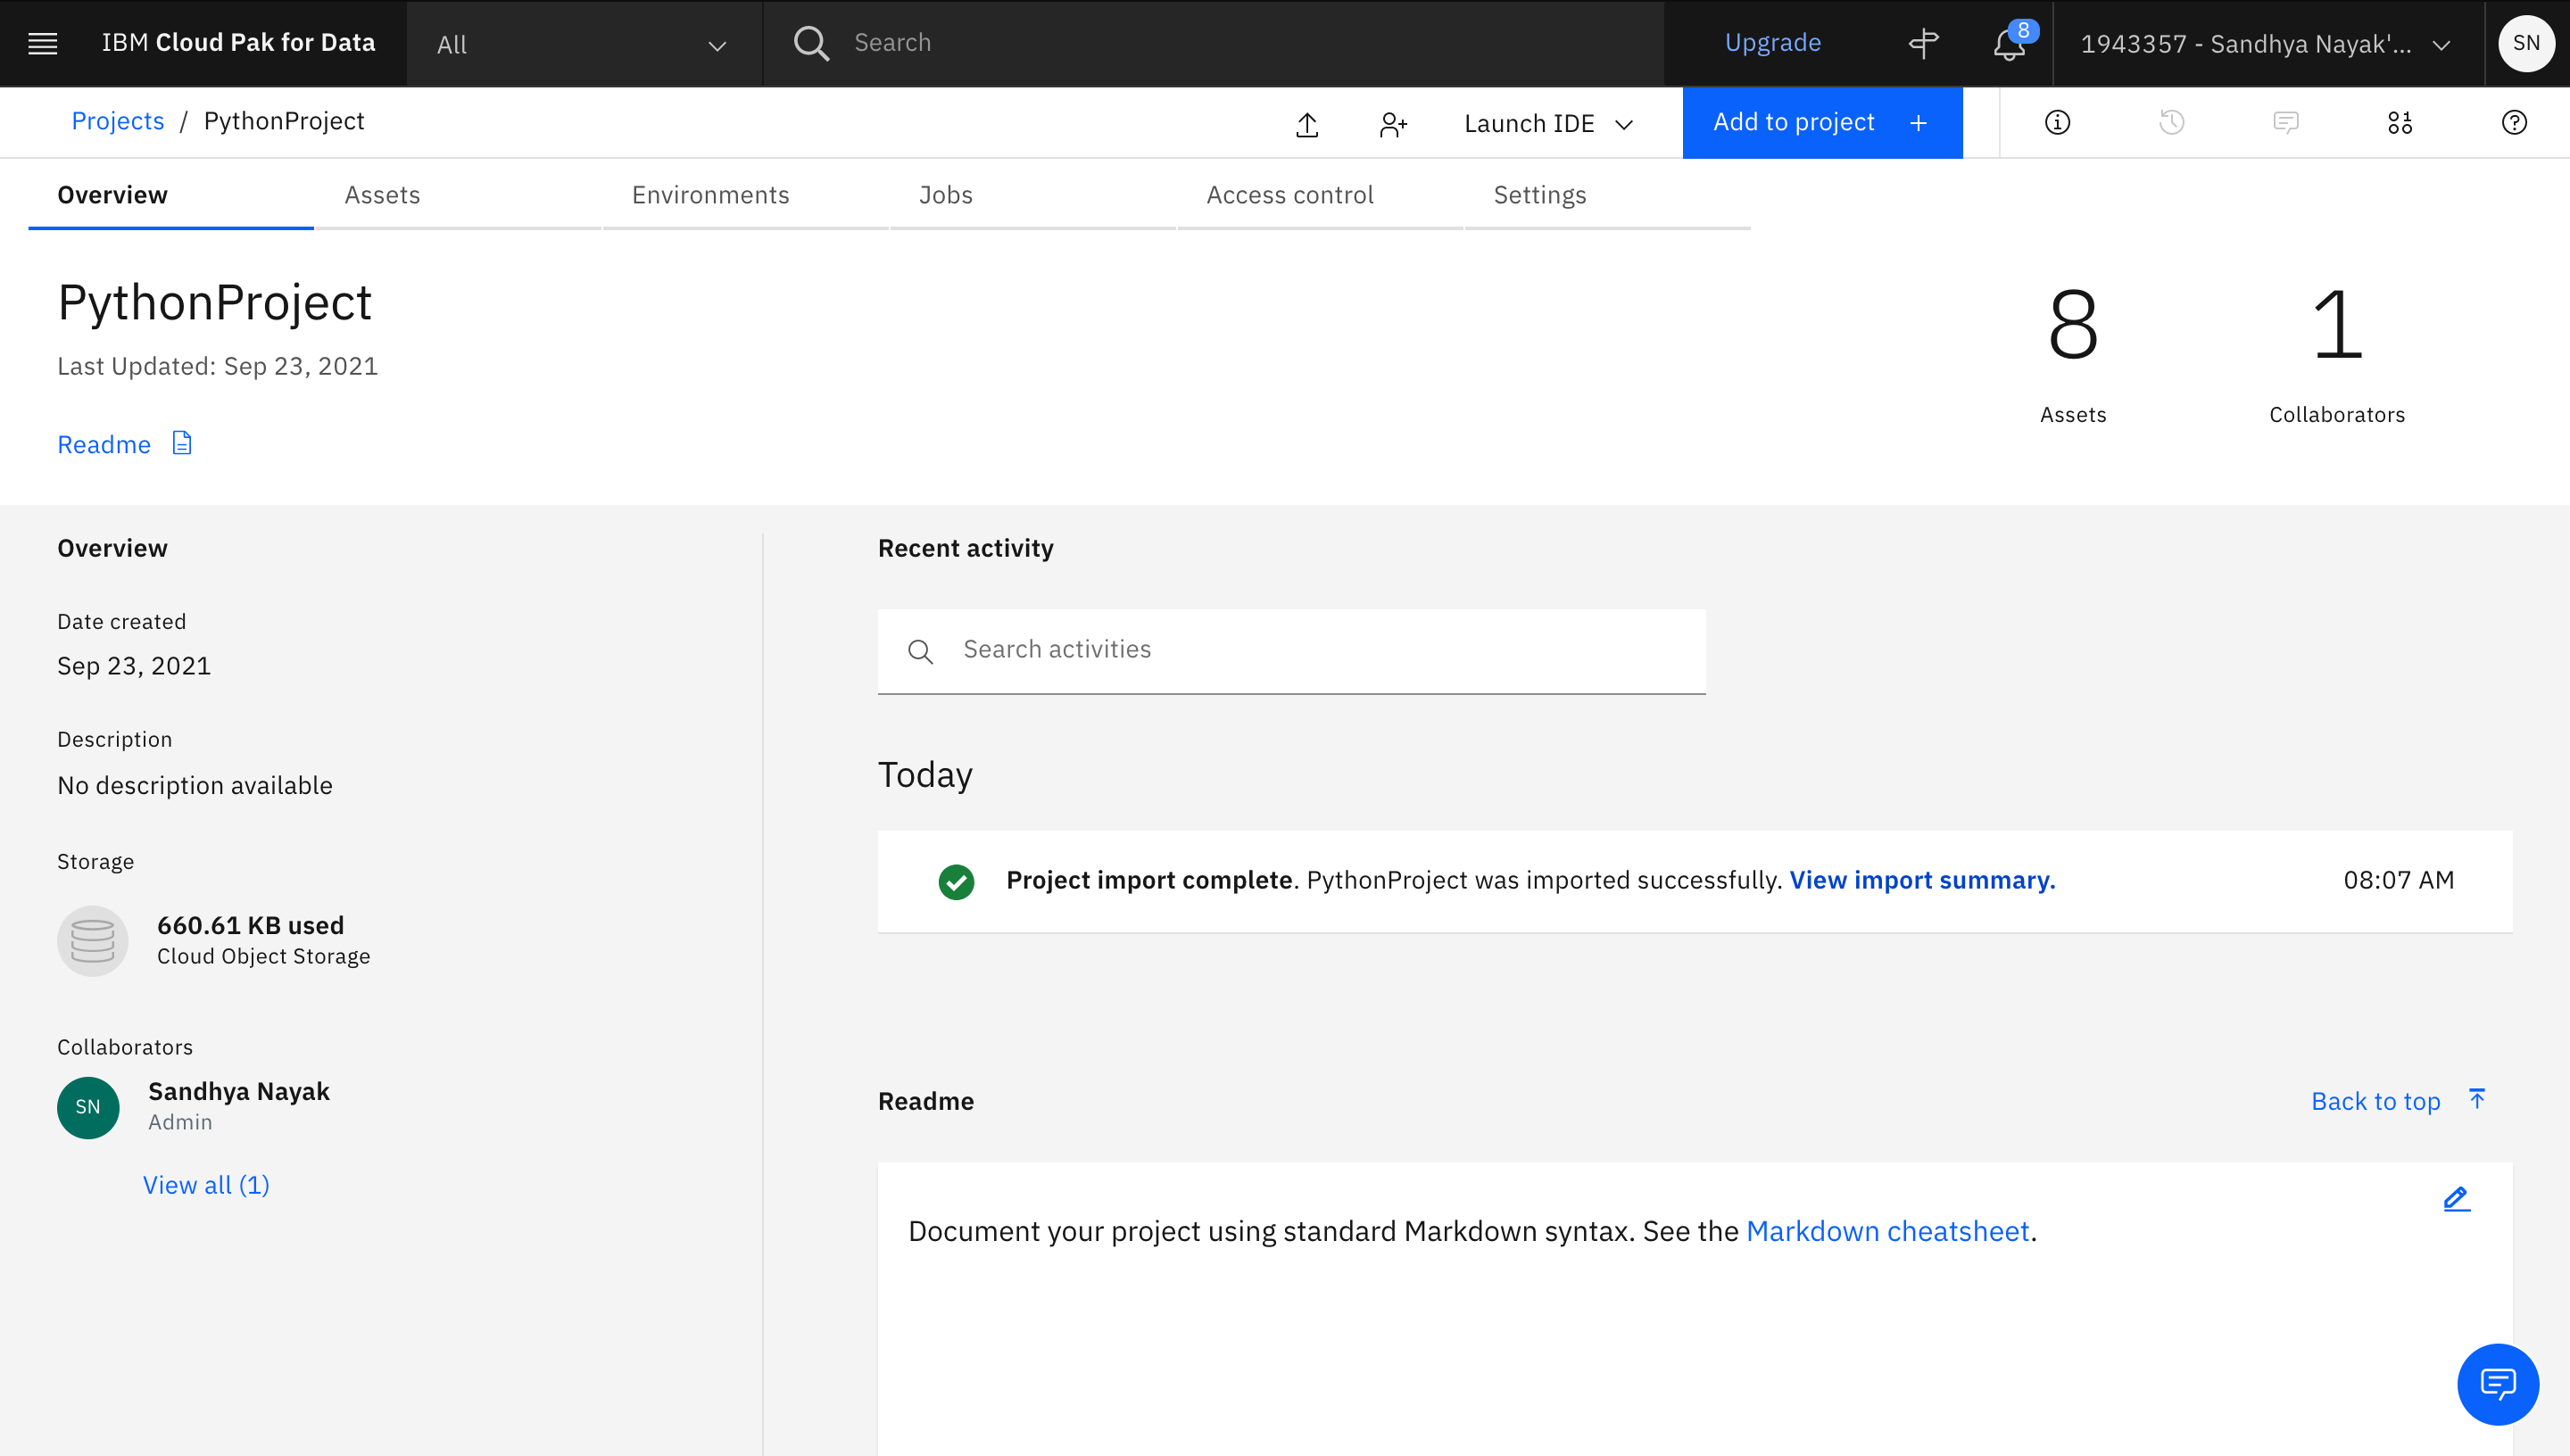 IBM Cloud Pak for Data
All
Search
Upgrade
8
1943357 - Sandhya Nayak'...
SN
Projects / PythonProject
Launch IDE
Add to project +
Overview
Assets
Environments
Jobs
Access control
Settings
PythonProject
Last Updated: Sep 23, 2021
Readme
8
Assets
1
Collaborators
Overview
Date created
Sep 23, 2021
Description
No description available
Storage
660.61 KB used
Cloud Object Storage
Collaborators
SN
Sandhya Nayak
Admin
View all (1)
Recent activity
Search activities
Today
Project import complete. PythonProject was imported successfully. View import summary.
08:07 AM
Readme
Back to top
Document your project using standard Markdown syntax. See the Markdown cheatsheet.